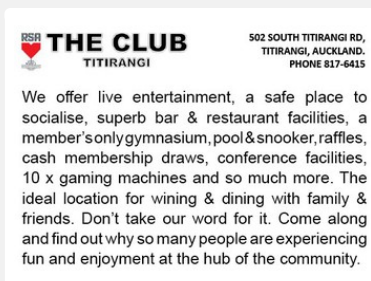 RSA
THE CLUB
TITIRANGI
502 SOUTH TITIRANGI RD,
TITIRANGI, AUCKLAND.
PHONE 817-6415
We offer live entertainment, a safe place to
socialise, superb bar & restaurant facilities, a
member's only gymnasium, pool & snooker, raffles,
cash membership draws, conference facilities,
10 x gaming machines and so much more. The
ideal location for wining & dining with family &
friends. Don't take our word for it. Come along
and find out why so many people are experiencing
fun and enjoyment at the hub of the community.